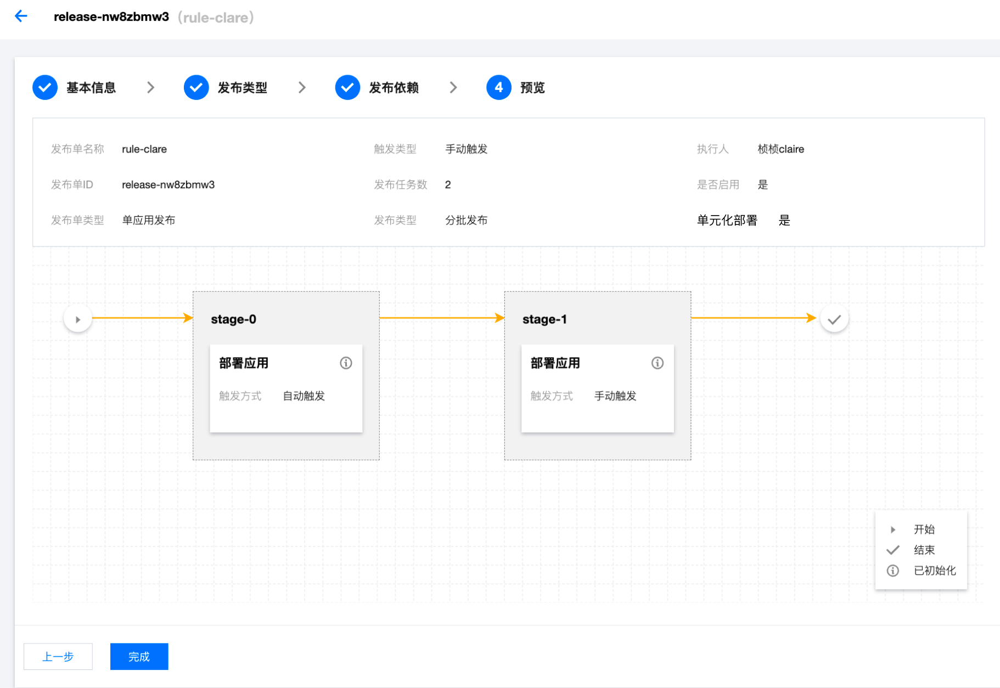 release-nw8zbmw3 (rule-clare)
基本信息 发布类型 发布依赖 4 预览
发布单名称 rule-clare 触发类型 手动触发 执行人 桢桢claire
发布单ID release-nw8zbmw3 发布任务数 2 是否启用 是
发布单类型 单应用发布 发布类型 分批发布 单元化部署 是
stage-0 stage-1
部署应用 部署应用
触发方式 自动触发 触发方式 手动触发
开始
结束
已初始化
上一步 完成